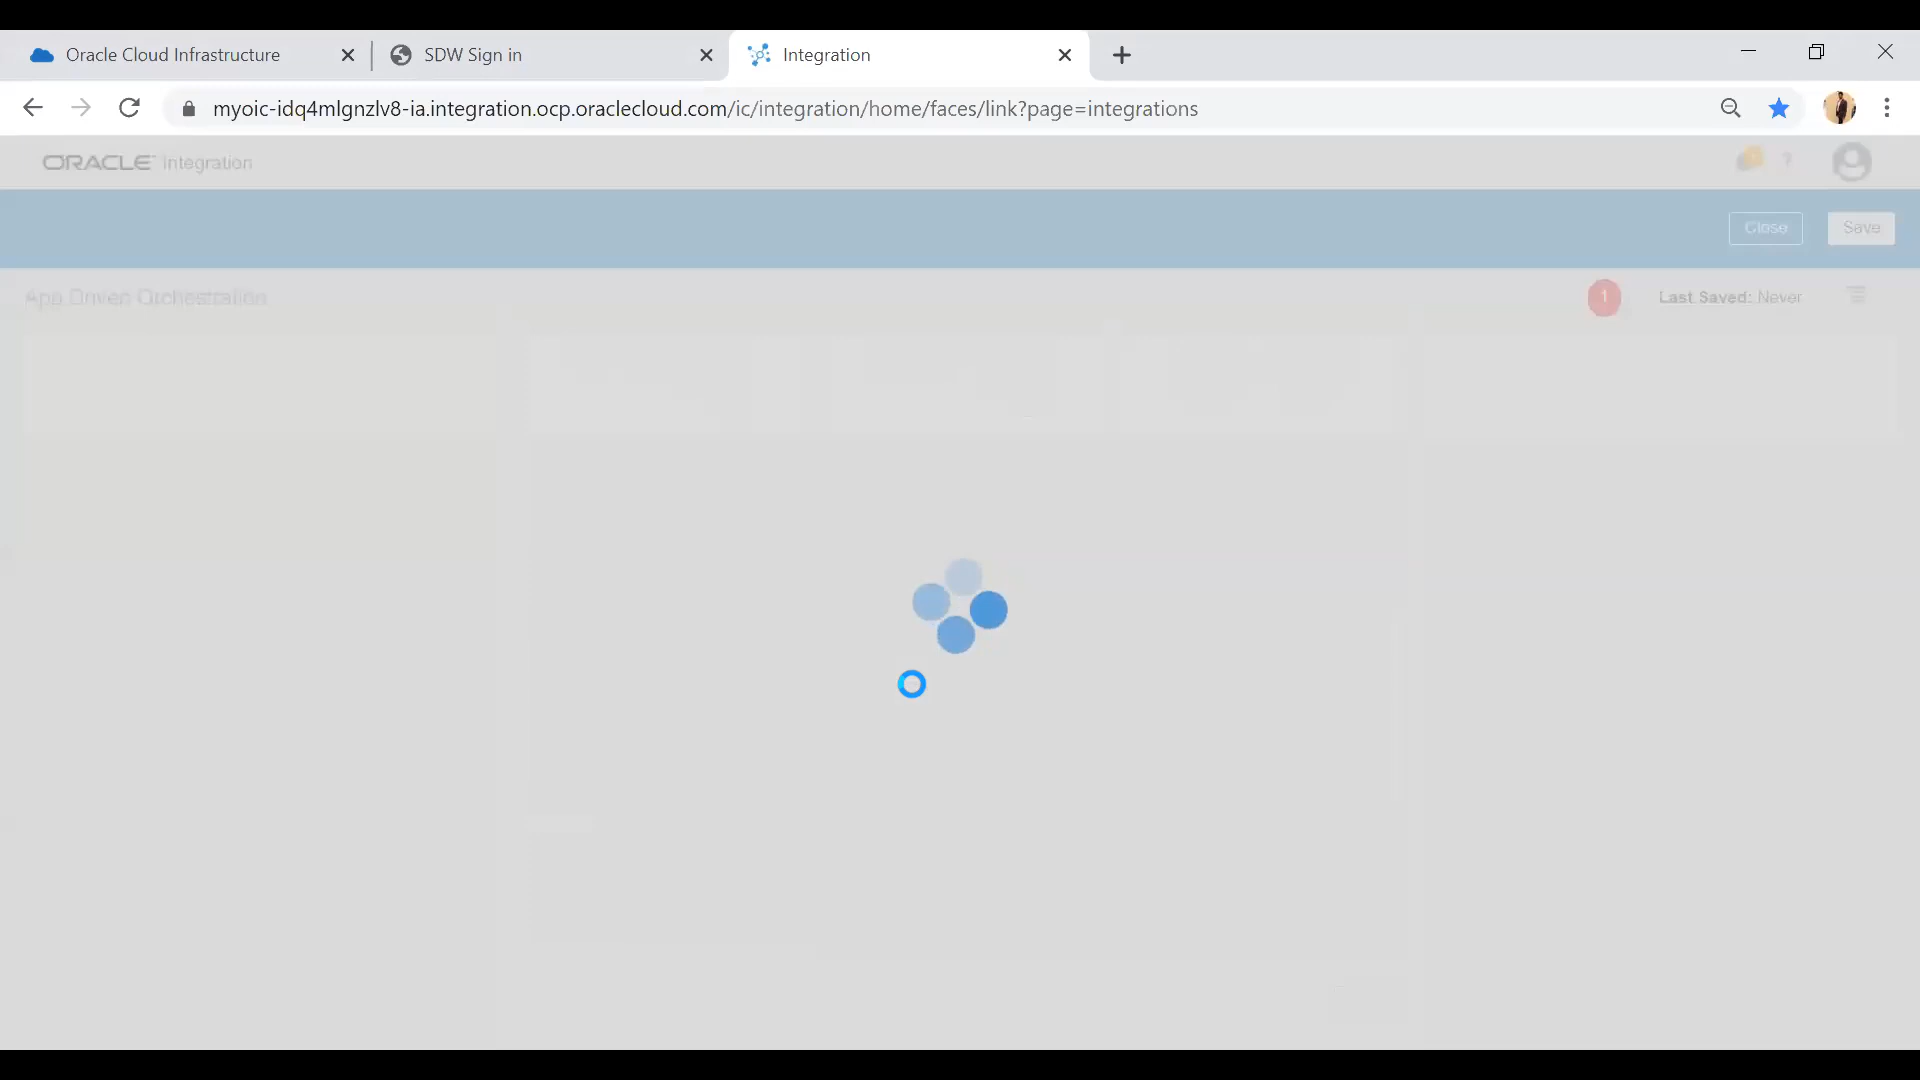 Oracle Cloud Infrastructure
SDW Sign in
Integration
myoic-idq4mlgnzlv8-ia.integration.ocp.oraclecloud.com/ic/integration/home/faces/link?page=integrations
ORACLE Integration
?
Close
Save
App Driven Orchestration
1
Last Saved: Never